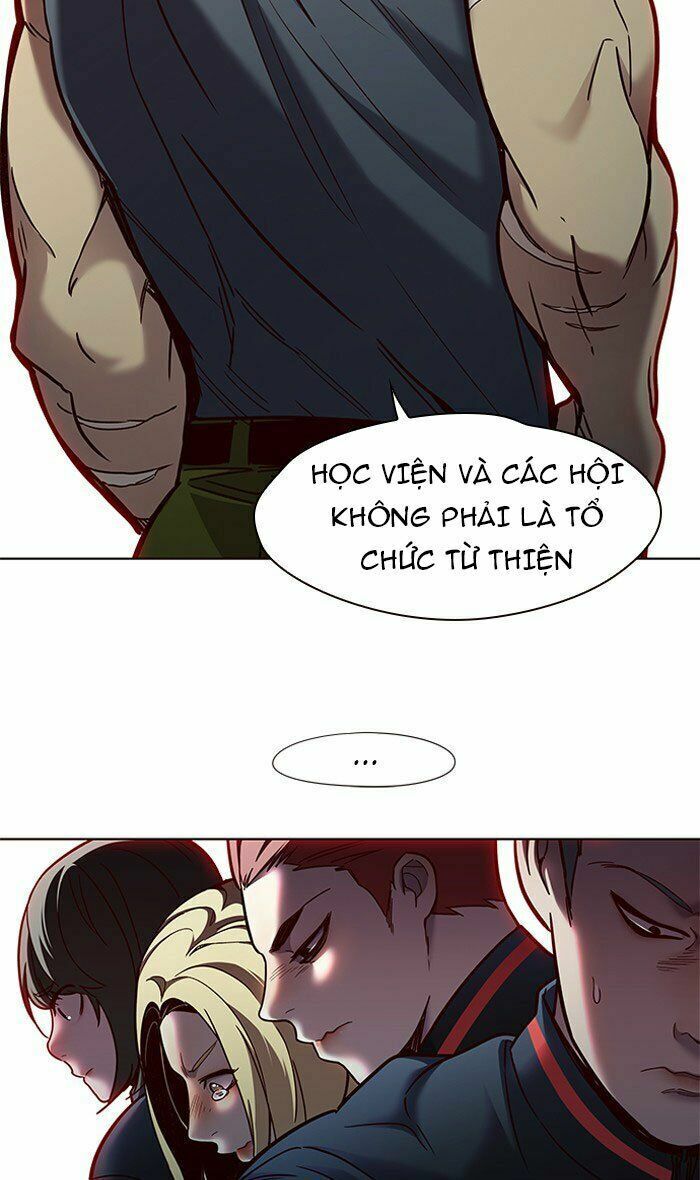 HỌC VIỆN VÀ CÁC HỘI
KHÔNG PHẢI LÀ TỔ
CHỨC TỪ THIỆN
...